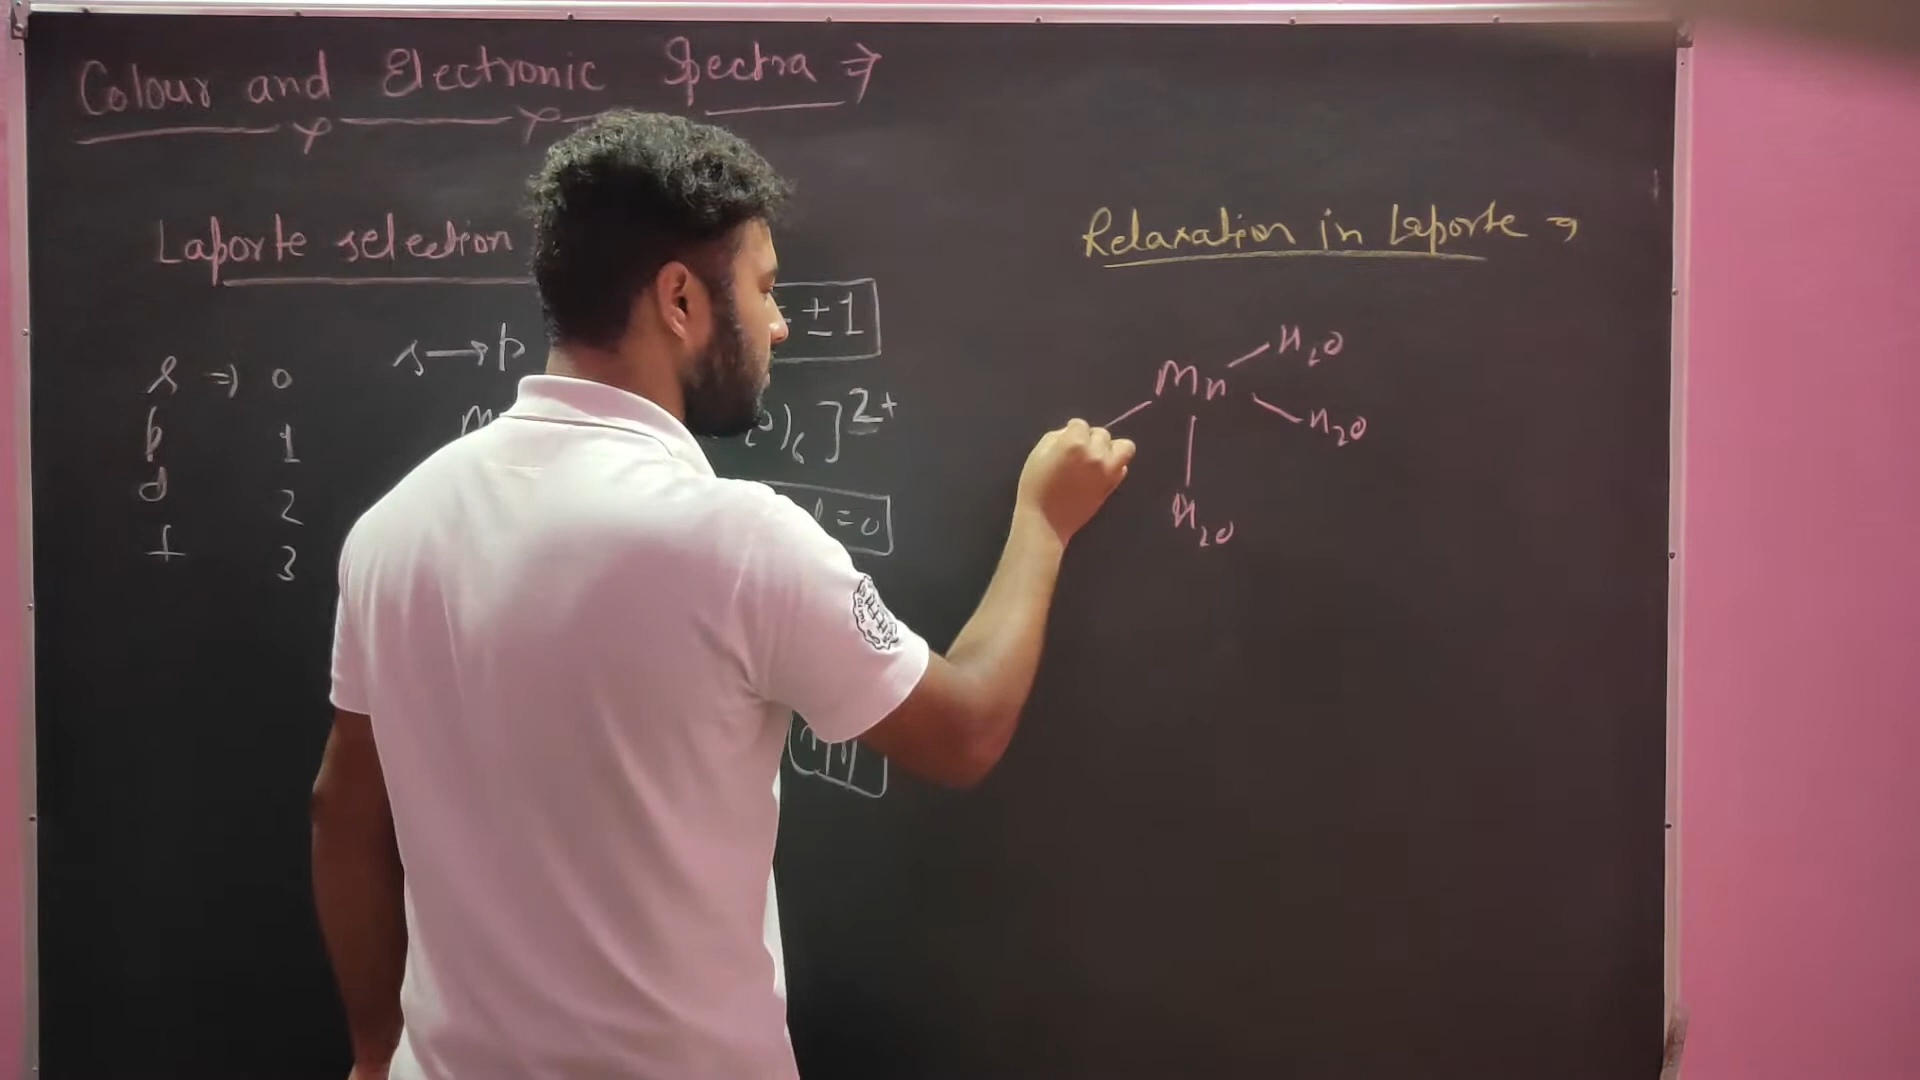 Colour and Electronic Spectra ⇒
Laporte selection
= ±1
s → p
s ⇒ 0
p 1
d 2
f 3
)6]2+
l = 0
Relaxation in Laporte →
Mn
H2O
H2O
H2O